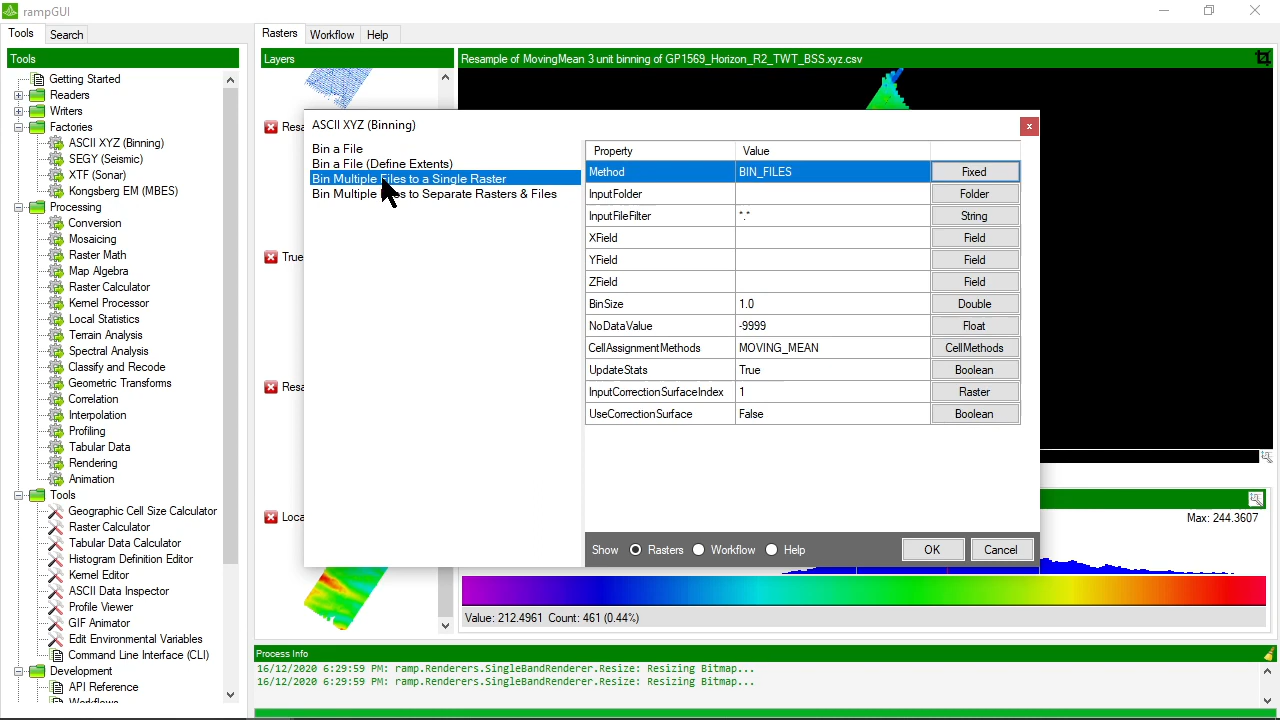 rampGUI
Tools
Search
Rasters
Workflow
Help
Tools
Layers
Resample of MovingMean 3 unit binning of GP1569_Horizon_R2_TWT_BSS.xyz.csv
Getting Started
Readers
Writers
Factories
ASCII XYZ (Binning)
SEGY (Seismic)
XTF (Sonar)
Kongsberg EM (MBES)
Processing
Conversion
Mosaicing
Raster Math
Map Algebra
Raster Calculator
Kernel Processor
Local Statistics
Terrain Analysis
Spectral Analysis
Classify and Recode
Geometric Transforms
Correlation
Interpolation
Profiling
Tabular Data
Rendering
Animation
Tools
Geographic Cell Size Calculator
Raster Calculator
Tabular Data Calculator
Histogram Definition Editor
Kernel Editor
ASCII Data Inspector
Profile Viewer
GIF Animator
Edit Environmental Variables
Command Line Interface (CLI)
Development
API Reference
Resa
True
Resa
Loca
ASCII XYZ (Binning)
x
Bin a File
Bin a File (Define Extents)
Bin Multiple Files to a Single Raster
Bin Multiple to Separate Rasters & Files
Property Value
Method BIN_FILES Fixed
InputFolder Folder
InputFileFilter *.* String
XField Field
YField Field
ZField Field
BinSize 1.0 Double
NoDataValue -9999 Float
CellAssignmentMethods MOVING_MEAN CellMethods
UpdateStats True Boolean
InputCorrectionSurfaceIndex 1 Raster
UseCorrectionSurface False Boolean
Show Rasters Workflow Help OK Cancel
Max: 244.3607
Value: 212.4961 Count: 461 (0.44%)
Process Info
16/12/2020 6:29:59 PM: ramp.Renderers.SingleBandRenderer.Resize: Resizing Bitmap...
16/12/2020 6:29:59 PM: ramp.Renderers.SingleBandRenderer.Resize: Resizing Bitmap...